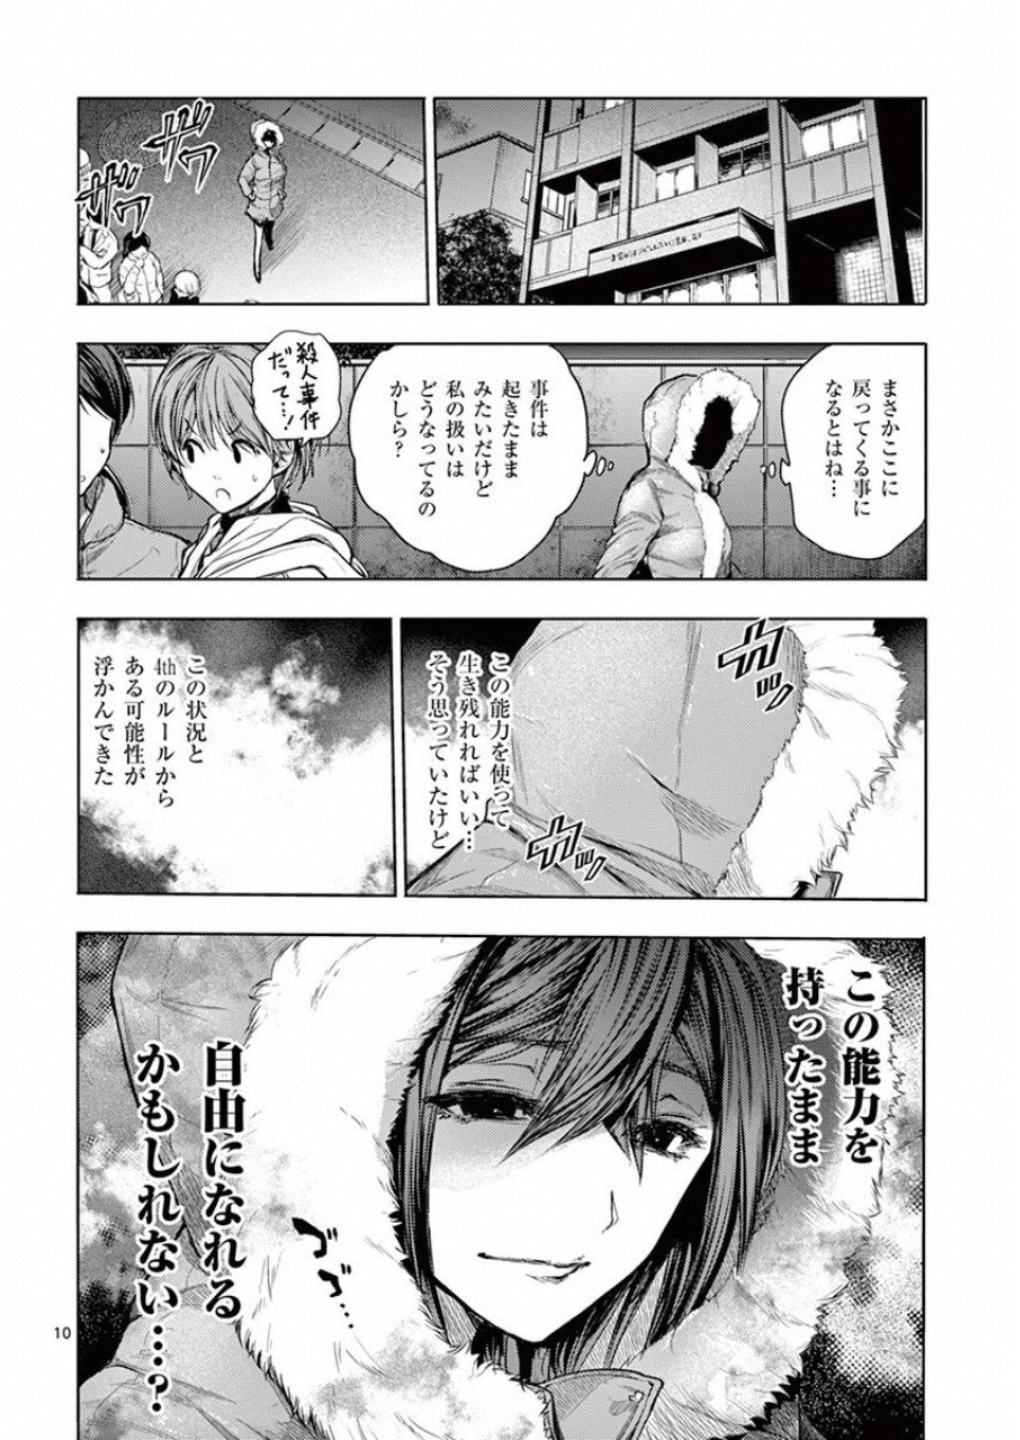 ザワ
ザワ
まさかここに
戻ってくる事に
なるとはね…
事件は
起きたまま
みたいだけど
私の扱いは
どうなってるの
かしら?
殺人事件
だって…!
この能力を使って
生き残れればいい…
そう思っていたけど
この状況と
4thのルールから
ある可能性が
浮かんできた
この能力を
持ったまま
自由になれる
かもしれない…?
10